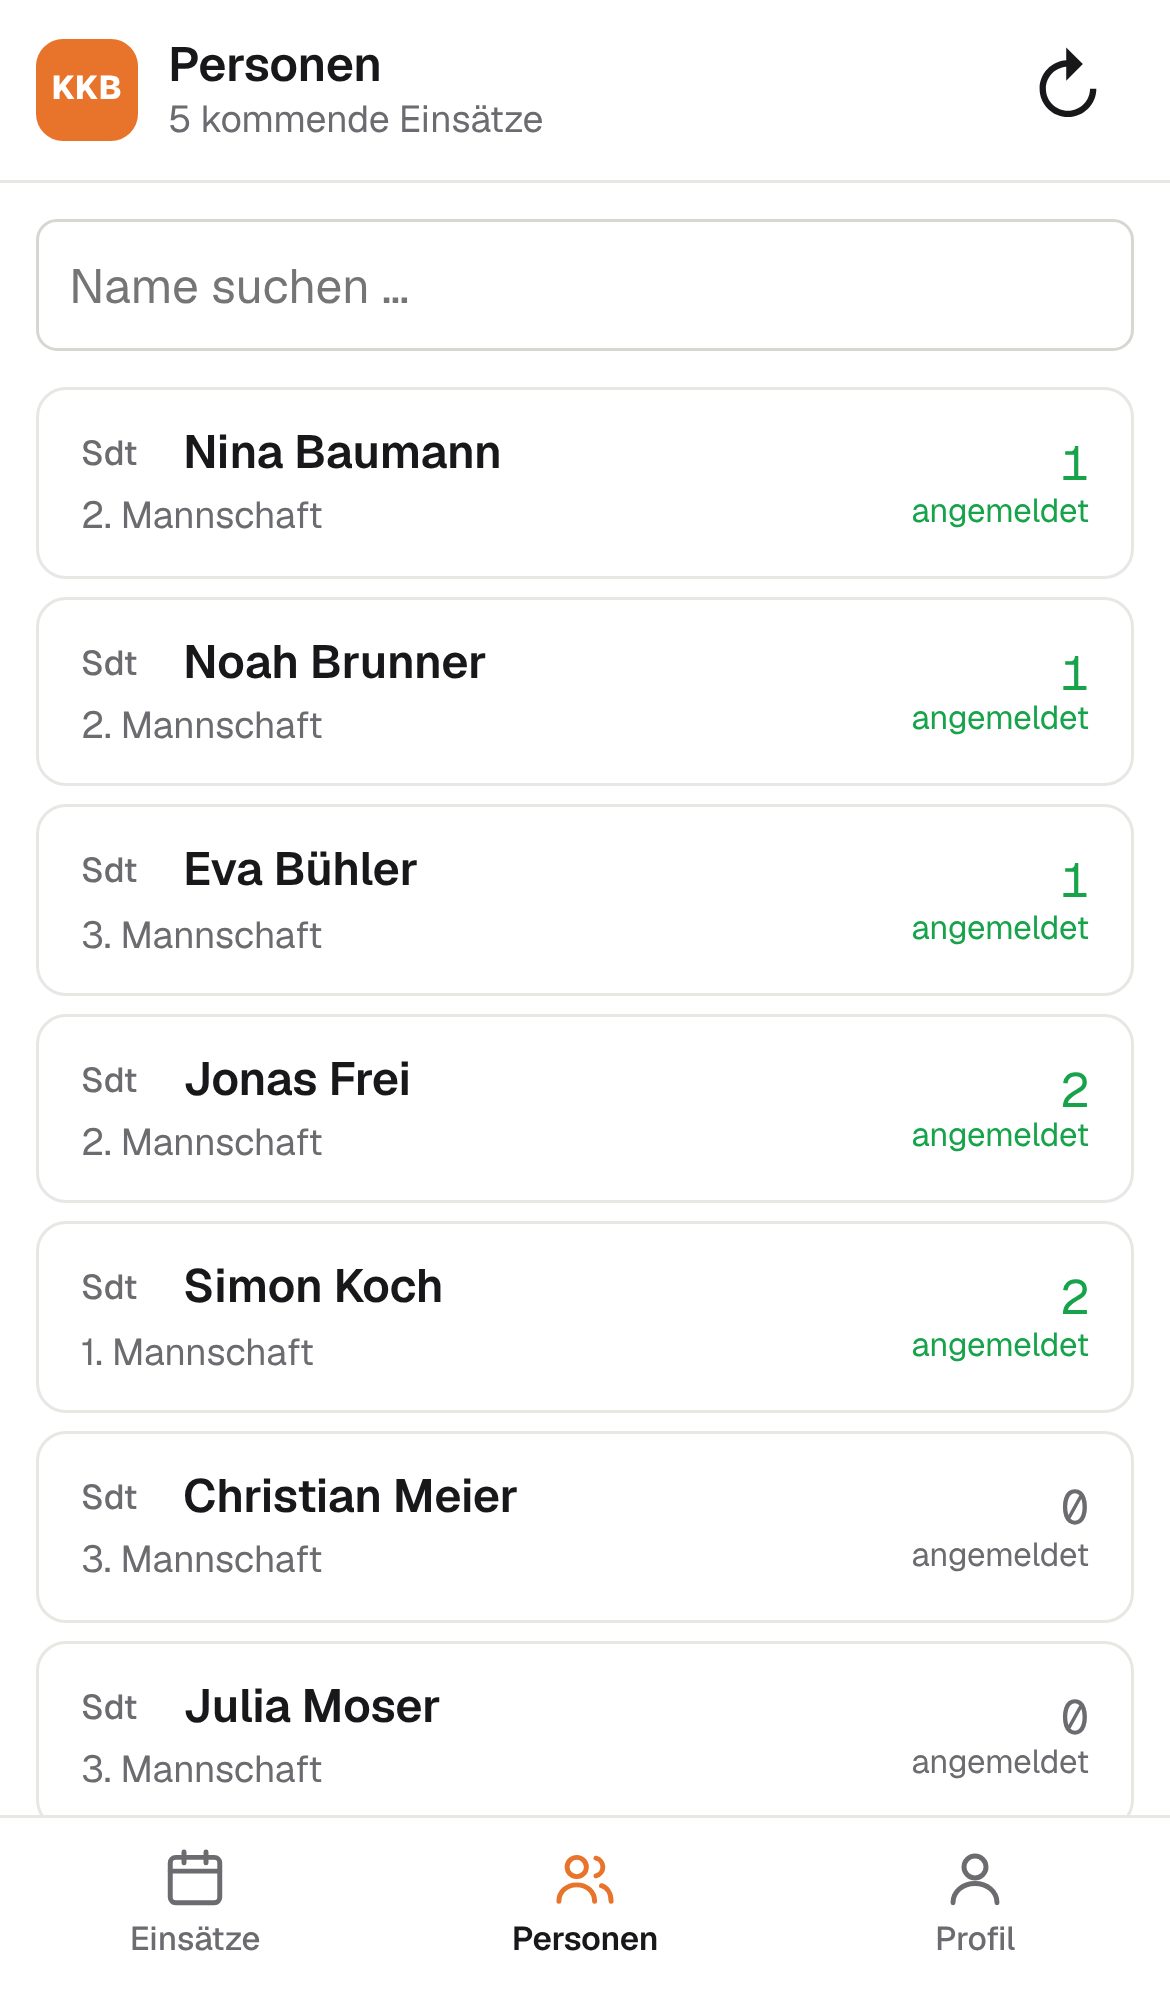 KKB
Personen
5 kommende Einsätze
Name suchen …
Sdt Nina Baumann
2. Mannschaft
1
angemeldet
Sdt Noah Brunner
2. Mannschaft
1
angemeldet
Sdt Eva Bühler
3. Mannschaft
1
angemeldet
Sdt Jonas Frei
2. Mannschaft
2
angemeldet
Sdt Simon Koch
1. Mannschaft
2
angemeldet
Sdt Christian Meier
3. Mannschaft
0
angemeldet
Sdt Julia Moser
3. Mannschaft
0
angemeldet
Einsätze
Personen
Profil